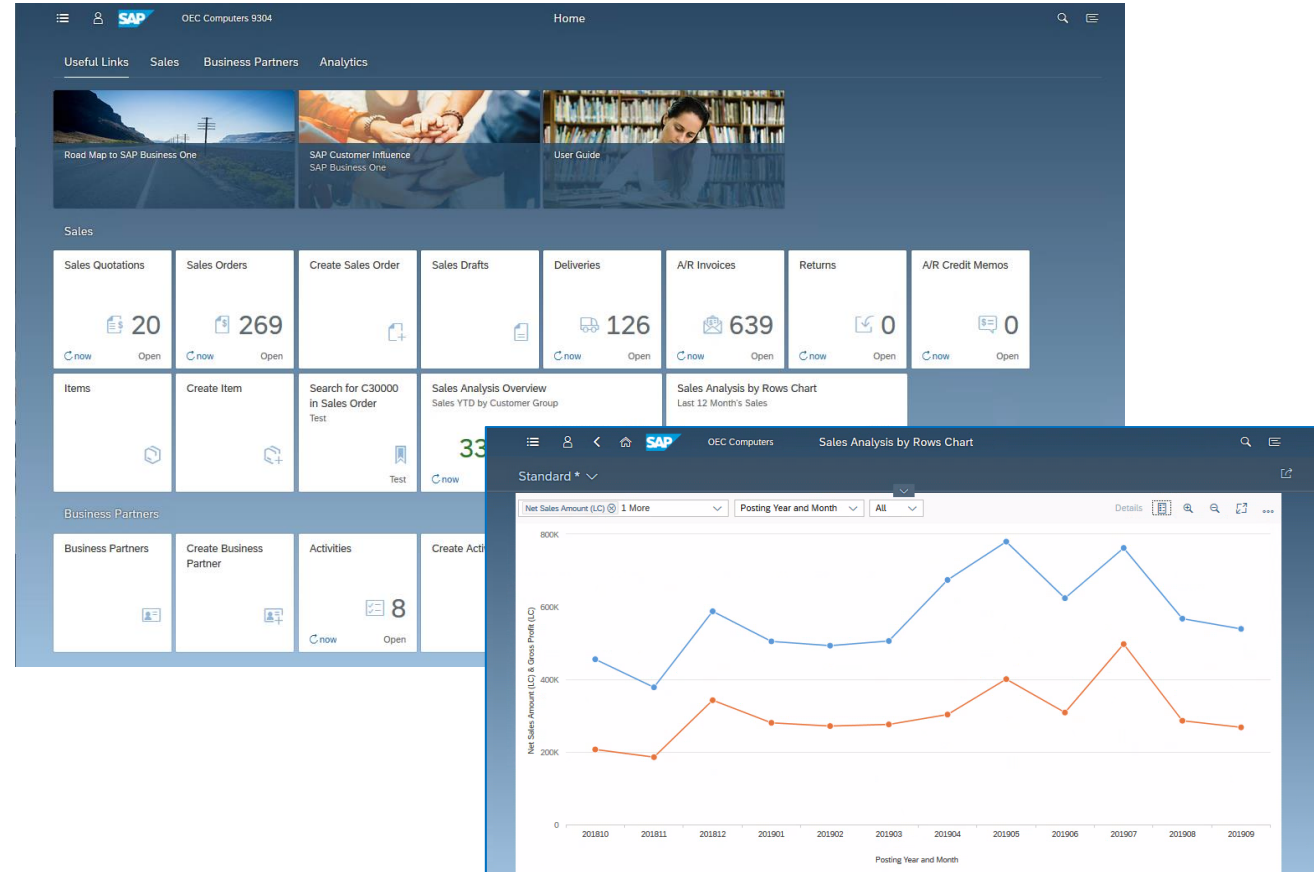 SAP OEC Computers 9304 Home
Useful Links Sales Business Partners Analytics
Road Map to SAP Business One
SAP Customer Influence
SAP Business One
User Guide
Sales
Sales Quotations
20
now Open
Sales Orders
269
now Open
Create Sales Order
Sales Drafts
Deliveries
126
now Open
A/R Invoices
639
now Open
Returns
0
now Open
A/R Credit Memos
0
now Open
Items
Create Item
Search for C30000
in Sales Order
Test
Test
Sales Analysis Overview
Sales YTD by Customer Group
33
now
Sales Analysis by Rows Chart
Last 12 Month's Sales
Business Partners
Business Partners
Create Business
Partner
Activities
8
now Open
Create Acti
SAP OEC Computers Sales Analysis by Rows Chart
Standard *
Net Sales Amount (LC) 1 More Posting Year and Month All Details
Net Sales Amount (LC) & Gross Profit (LC)
800K
600K
400K
200K
0
201810 201811 201812 201901 201902 201903 201904 201905 201906 201907 201908 201909
Posting Year and Month